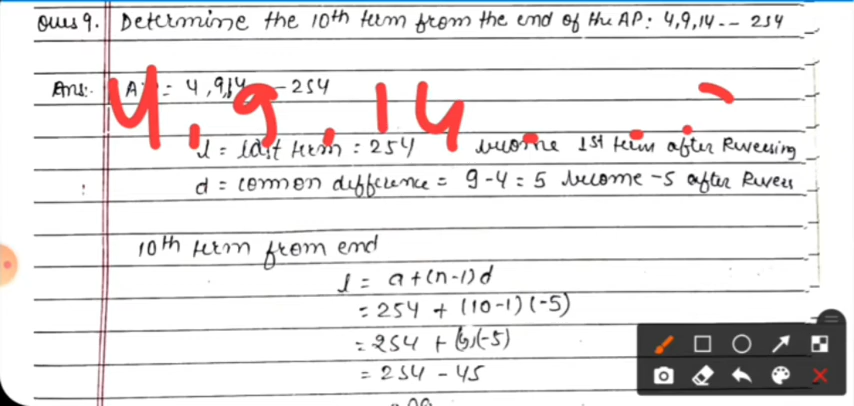 Ques 9. Determine the 10th term from the end of the AP: 4,9,14 -- 254
Ans:- AP = 4, 9, 14 -- 254
4, 9, 14 . . .
l = last term = 254 become 1st term after Reversing
d = common difference = 9-4 = 5 become -5 after Revers
10th term from end
l = a+(n-1)d
= 254 + (10-1)(-5)
= 254 + (9)(-5)
= 254 - 45